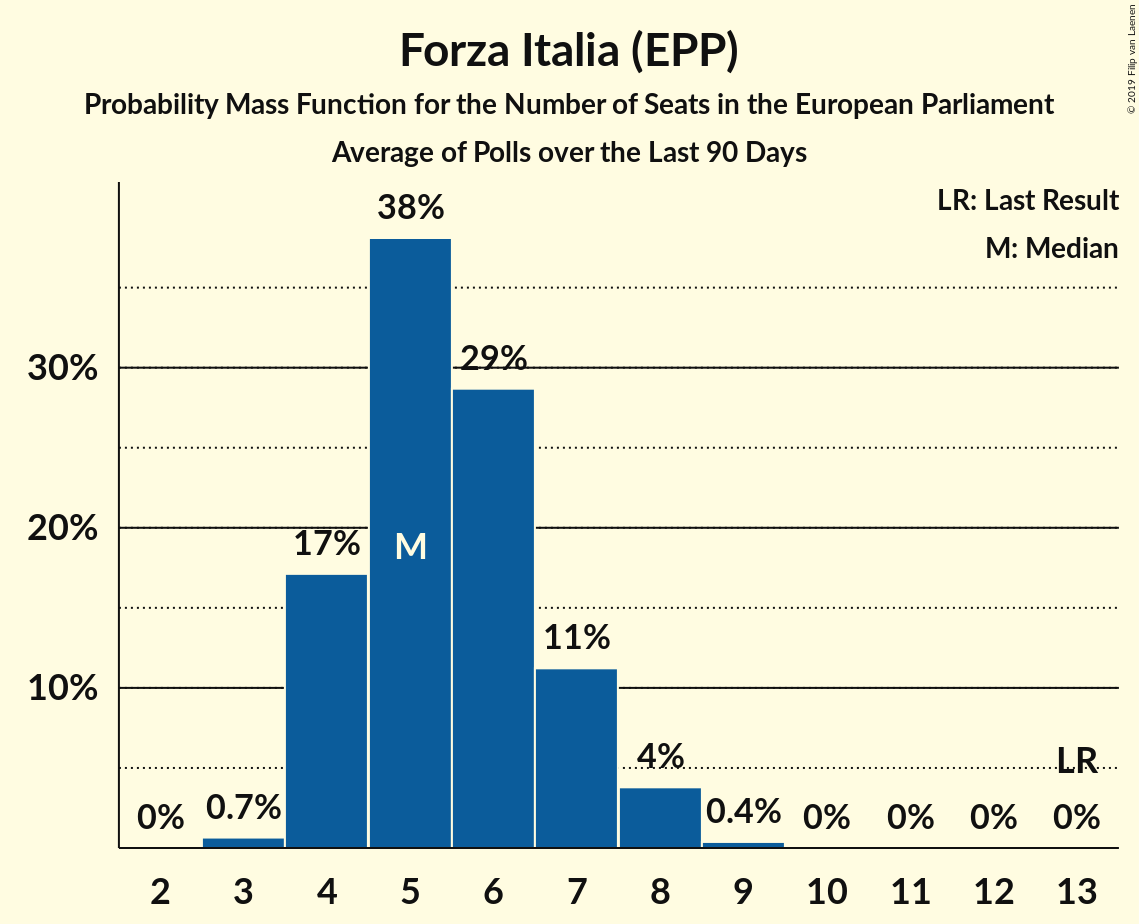 Forza Italia (EPP)
Probability Mass Function for the Number of Seats in the European Parliament
Average of Polls over the Last 90 Days
© 2019 Filip van Laenen
LR: Last Result
M: Median
30%
20%
10%
0%
0.7%
17%
38%
M
29%
11%
4%
0.4%
0%
0%
0%
LR
0%
2 3 4 5 6 7 8 9 10 11 12 13